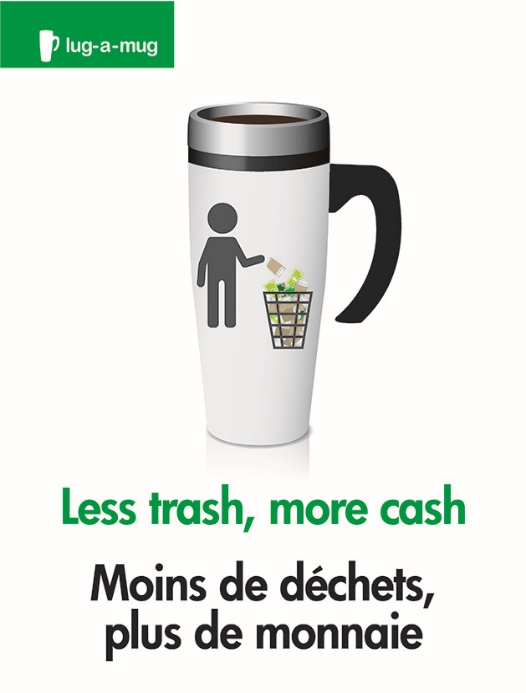 lug-a-mug
Less trash, more cash
Moins de déchets,
plus de monnaie